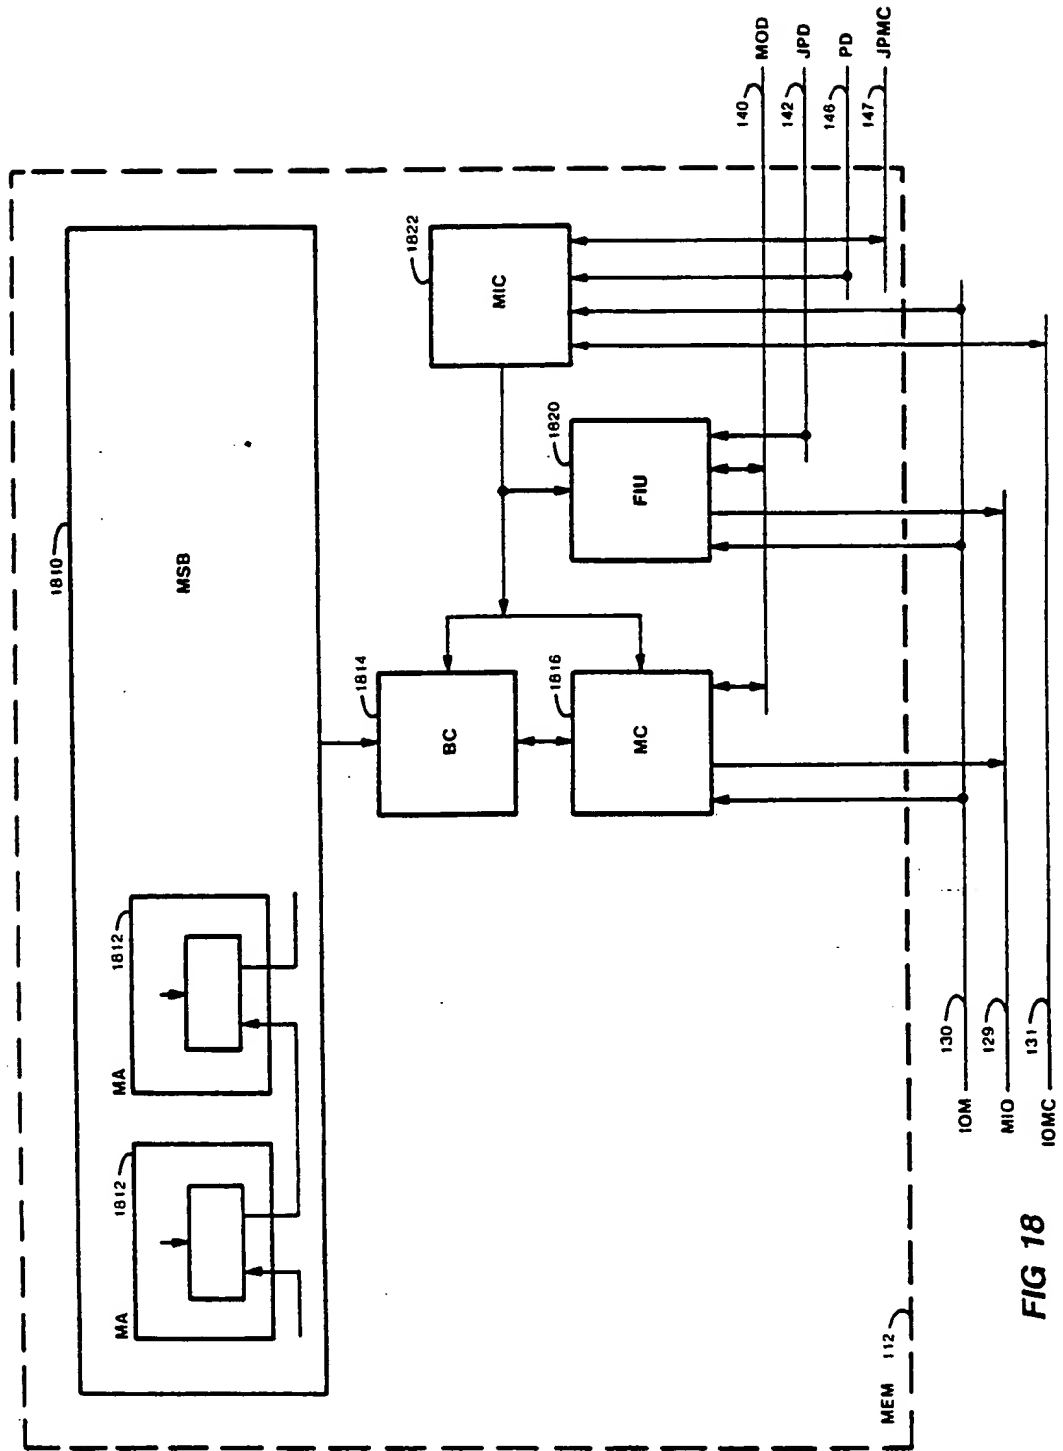 1810
MSB
MA
1812
MA
1812
1814
BC
1816
MC
1820
FIU
1822
MIC
140
MOD
142
JPD
146
PD
147
JPMC
IOM
130
MIO
129
IOMC
131
MEM
112
FIG 18